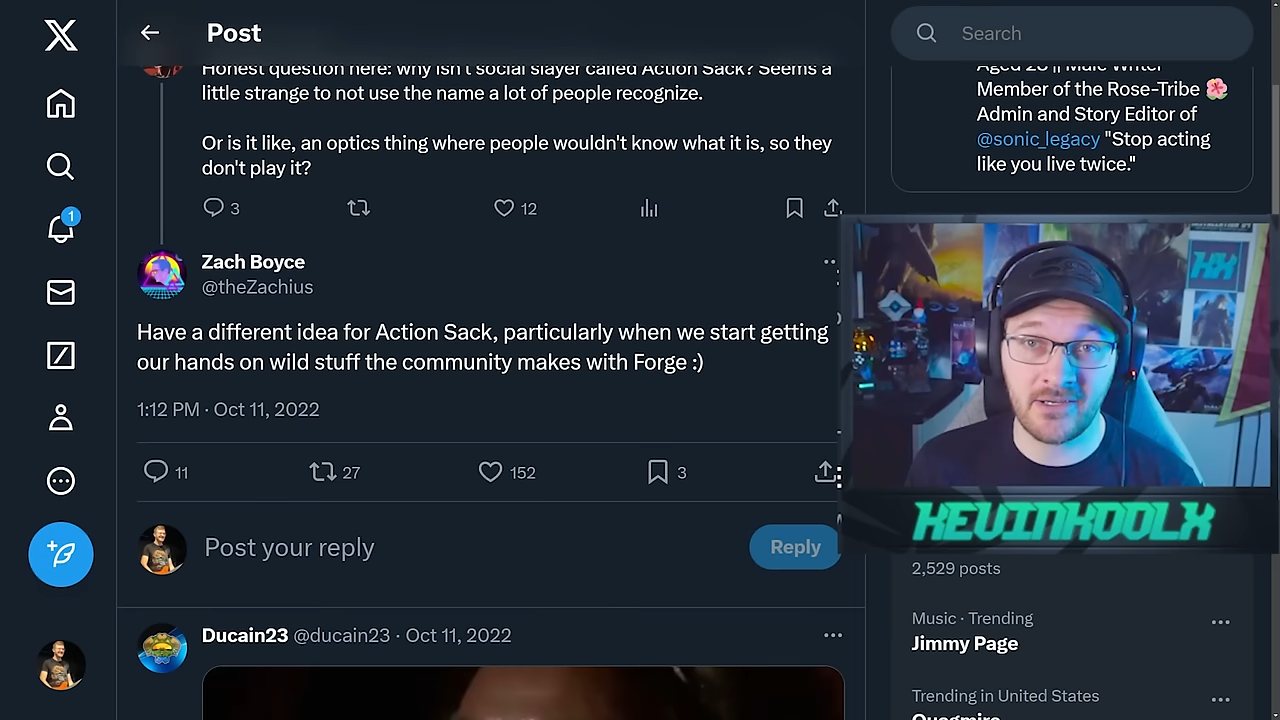 Post
Search
Honest question here: why isn't social slayer called Action Sack? Seems a
little strange to not use the name a lot of people recognize.
Or is it like, an optics thing where people wouldn't know what it is, so they
don't play it?
3
12
Aged 28 || Male Writer
Member of the Rose-Tribe 🌺
Admin and Story Editor of
@sonic_legacy "Stop acting
like you live twice."
1
Zach Boyce
@theZachius
Have a different idea for Action Sack, particularly when we start getting
our hands on wild stuff the community makes with Forge :)
1:12 PM · Oct 11, 2022
11
27
152
3
Post your reply
Reply
KX
KEVINKOOLX
2,529 posts
Music · Trending
Jimmy Page
Trending in United States
Quagmire
Ducain23 @ducain23 · Oct 11, 2022